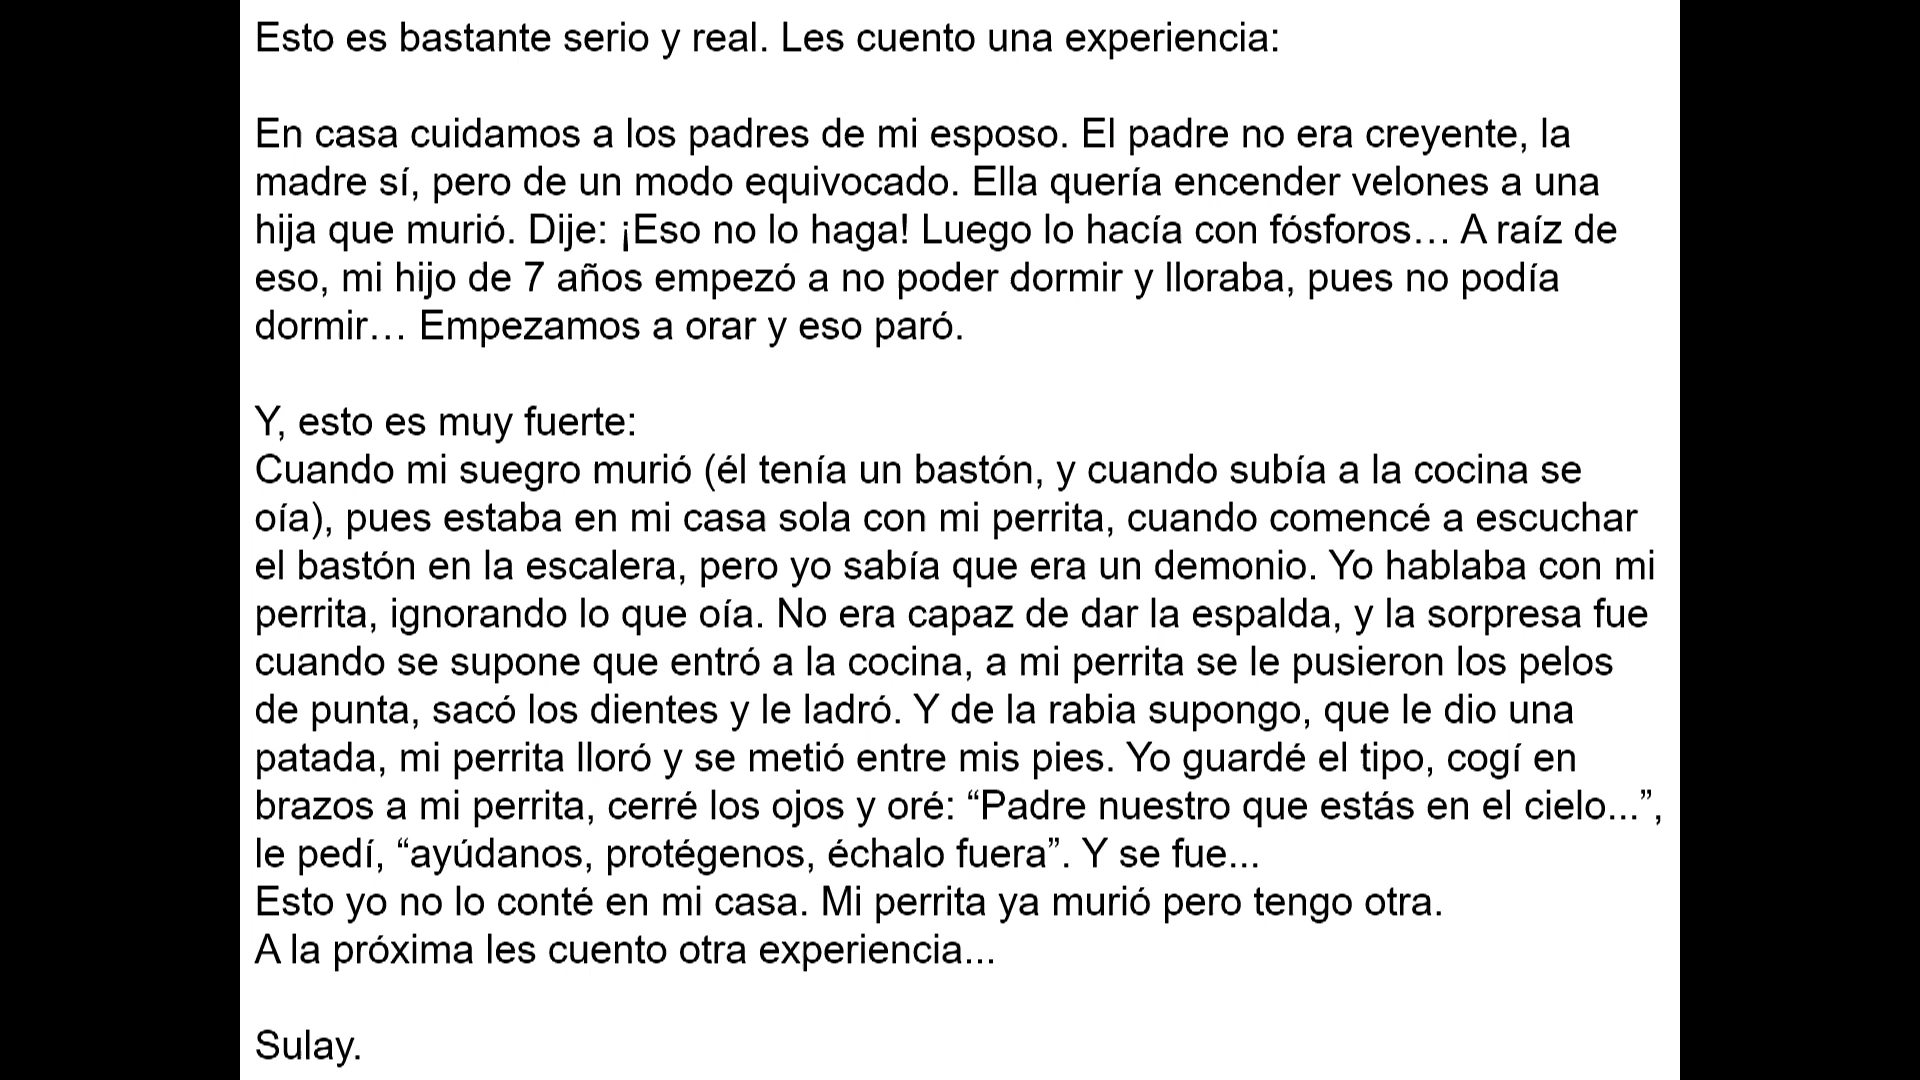 Esto es bastante serio y real. Les cuento una experiencia:
En casa cuidamos a los padres de mi esposo. El padre no era creyente, la
madre sí, pero de un modo equivocado. Ella quería encender velones a una
hija que murió. Dije: ¡Eso no lo haga! Luego lo hacía con fósforos… A raíz de
eso, mi hijo de 7 años empezó a no poder dormir y lloraba, pues no podía
dormir… Empezamos a orar y eso paró.
Y, esto es muy fuerte:
Cuando mi suegro murió (él tenía un bastón, y cuando subía a la cocina se
oía), pues estaba en mi casa sola con mi perrita, cuando comencé a escuchar
el bastón en la escalera, pero yo sabía que era un demonio. Yo hablaba con mi
perrita, ignorando lo que oía. No era capaz de dar la espalda, y la sorpresa fue
cuando se supone que entró a la cocina, a mi perrita se le pusieron los pelos
de punta, sacó los dientes y le ladró. Y de la rabia supongo, que le dio una
patada, mi perrita lloró y se metió entre mis pies. Yo guardé el tipo, cogí en
brazos a mi perrita, cerré los ojos y oré: “Padre nuestro que estás en el cielo...”,
le pedí, “ayúdanos, protégenos, échalo fuera”. Y se fue...
Esto yo no lo conté en mi casa. Mi perrita ya murió pero tengo otra.
A la próxima les cuento otra experiencia...
Sulay.